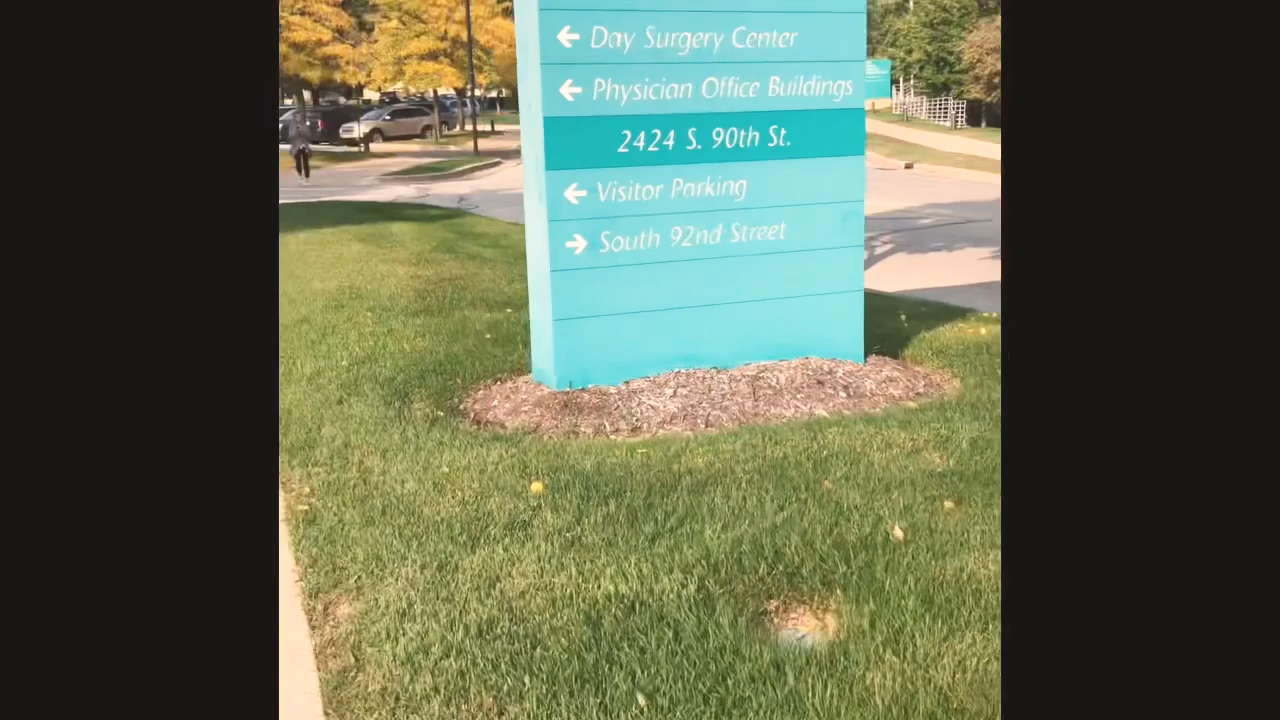 ← Day Surgery Center
← Physician Office Buildings
2424 S. 90th St.
← Visitor Parking
→ South 92nd Street